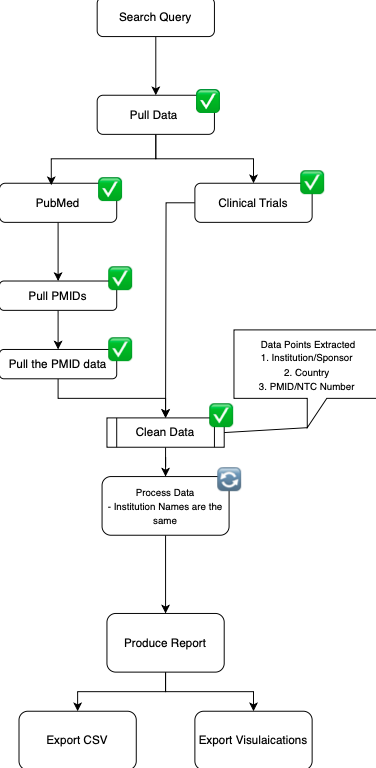 Search Query
Pull Data
PubMed
Clinical Trials
Pull PMIDs
Pull the PMID data
Data Points Extracted
1. Institution/Sponsor
2. Country
3. PMID/NTC Number
Clean Data
Process Data
- Institution Names are the
same
Produce Report
Export CSV
Export Visulaications